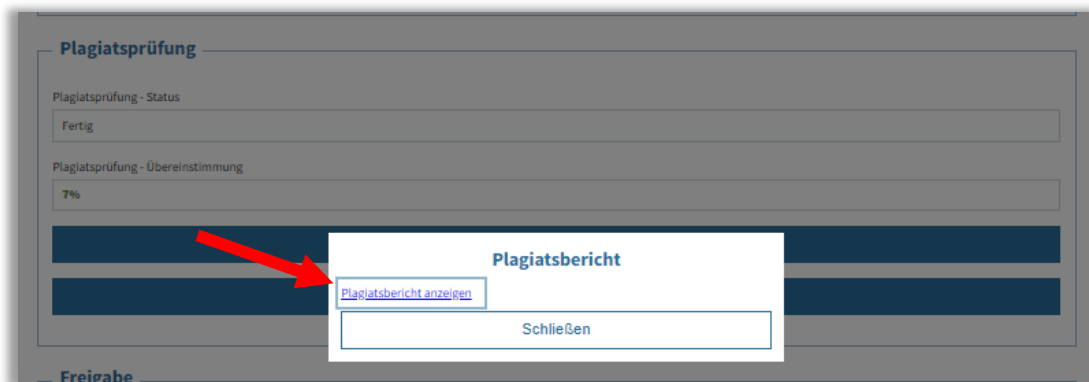 Plagiatsprüfung
Plagiatsprüfung - Status
Fertig
Plagiatsprüfung - Übereinstimmung
7%
Plagiatsbericht
Plagiatsbericht anzeigen
Schließen
Freigabe